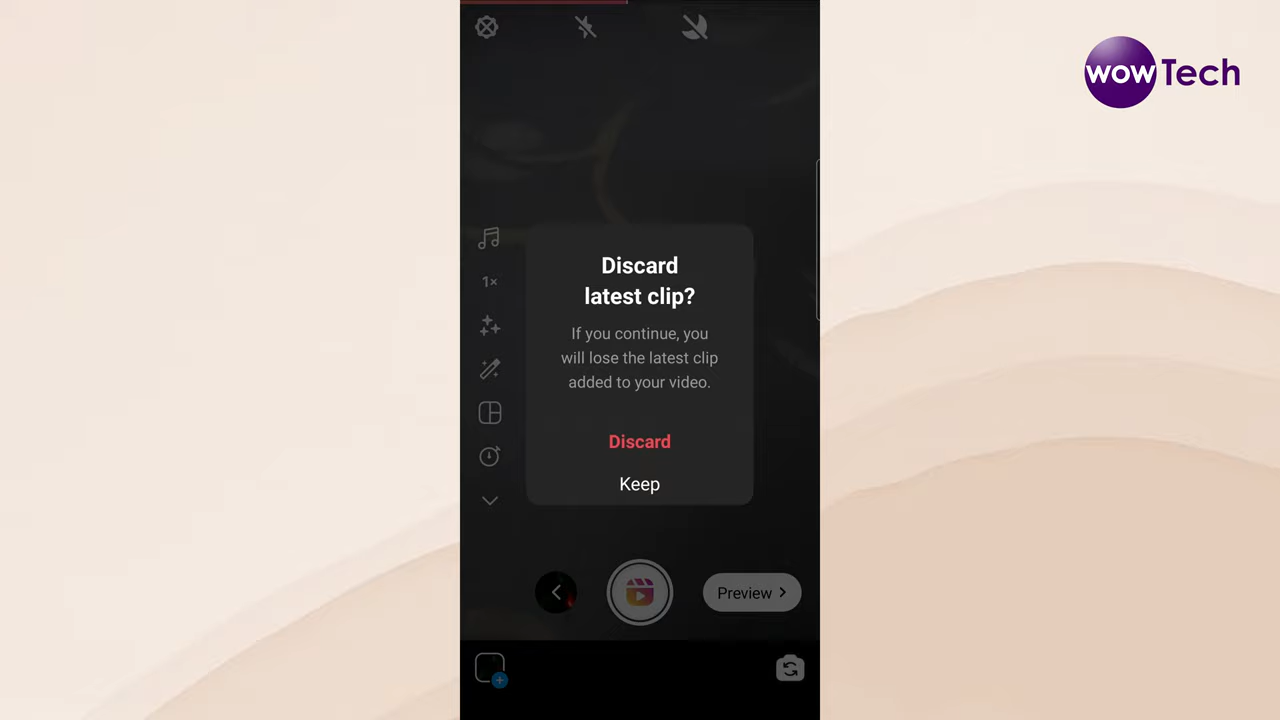 wowTech
Discard
latest clip?
1×
If you continue, you
will lose the latest clip
added to your video.
Discard
Keep
Preview